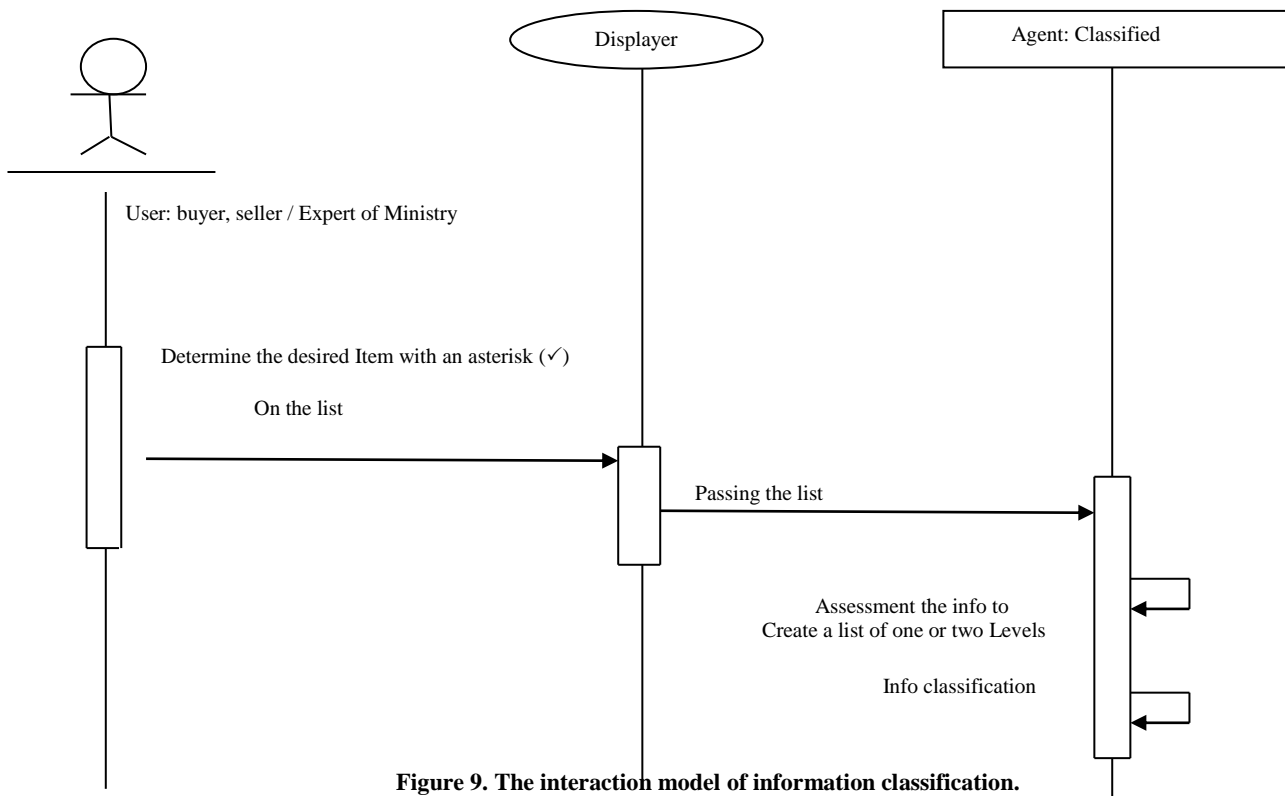 Displayer
Agent: Classified
User: buyer, seller / Expert of Ministry
Determine the desired Item with an asterisk (✓)
On the list
Passing the list
Assessment the info to
Create a list of one or two Levels
Info classification
Figure 9. The interaction model of information classification.